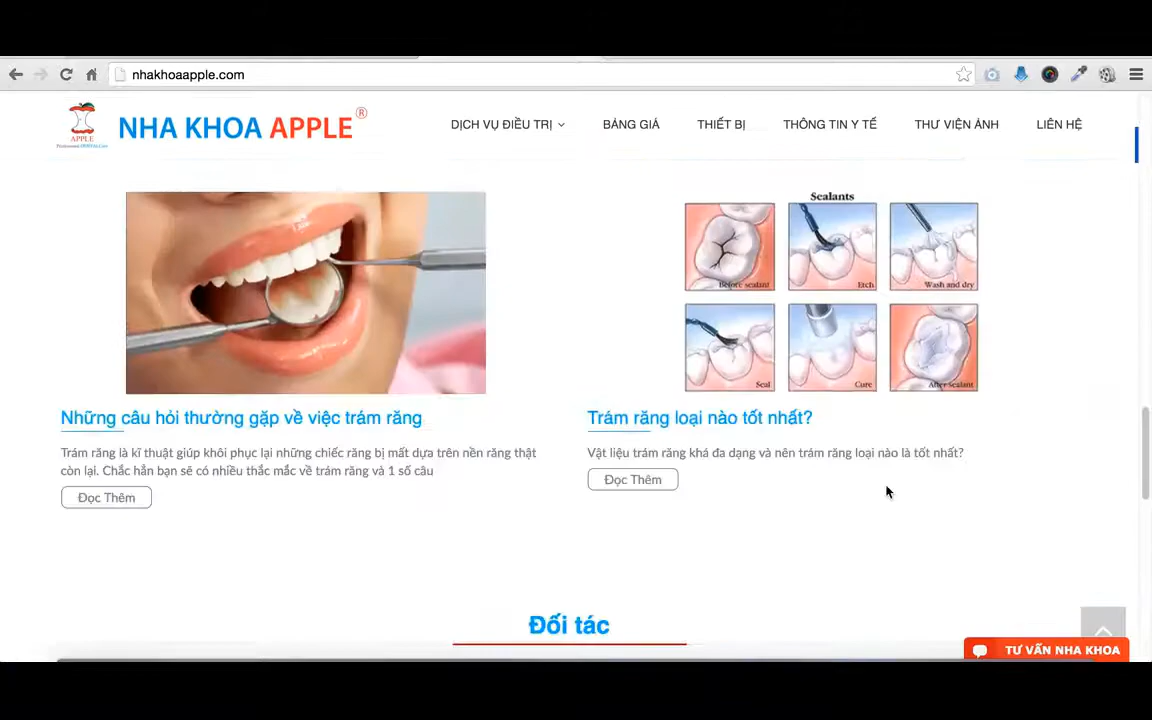 nhakhoaapple.com
APPLE
NHA KHOA APPLE®
DỊCH VỤ ĐIỀU TRỊ
BẢNG GIÁ
THIẾT BỊ
THÔNG TIN Y TẾ
THƯ VIỆN ẢNH
LIÊN HỆ
Sealants
Before sealant
Etch
Wash and dry
Seal
Cure
After sealant
Những câu hỏi thường gặp về việc trám răng
Trám răng loại nào tốt nhất?
Trám răng là kĩ thuật giúp khôi phục lại những chiếc răng bị mất dựa trên nền răng thật
còn lại. Chắc hẳn bạn sẽ có nhiều thắc mắc về trám răng và 1 số câu
Vật liệu trám răng khá đa dạng và nên trám răng loại nào là tốt nhất?
Đọc Thêm
Đọc Thêm
Đối tác
TƯ VẤN NHA KHOA